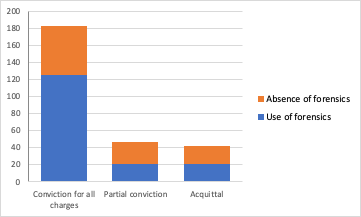 200
180
160
140
120
100
80
60
40
20
0
Conviction for all
charges
Partial conviction
Acquittal
Absence of forensics
Use of forensics